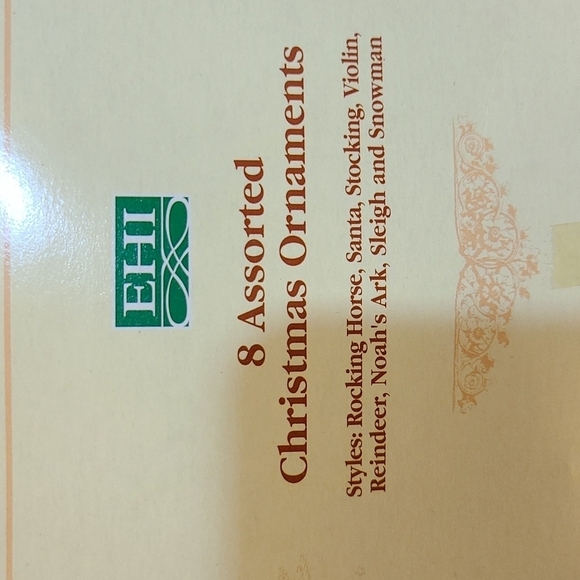 EHI
8 Assorted
Christmas Ornaments
Styles: Rocking Horse, Santa, Stocking, Violin,
Reindeer, Noah's Ark, Sleigh and Snowman